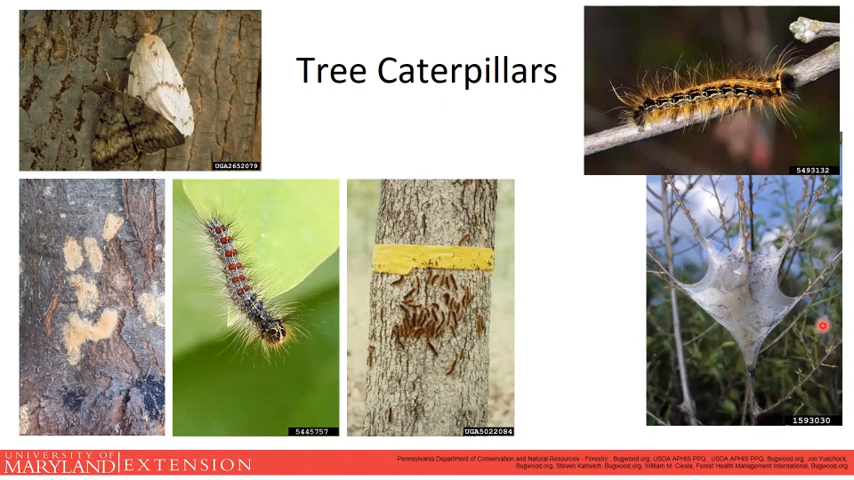 Tree Caterpillars
UGA2652079
5493132
5445757
UGA5022084
1593030
UNIVERSITY OF
MARYLAND EXTENSION
Pennsylvania Department of Conservation and Natural Resources - Forestry , Bugwood.org, USDA APHIS PPQ , USDA APHIS PPQ, Bugwood.org, Jon Yuschock,
Bugwood.org, Steven Katovich, Bugwood.org, William M. Ciesla, Forest Health Management International, Bugwood.org